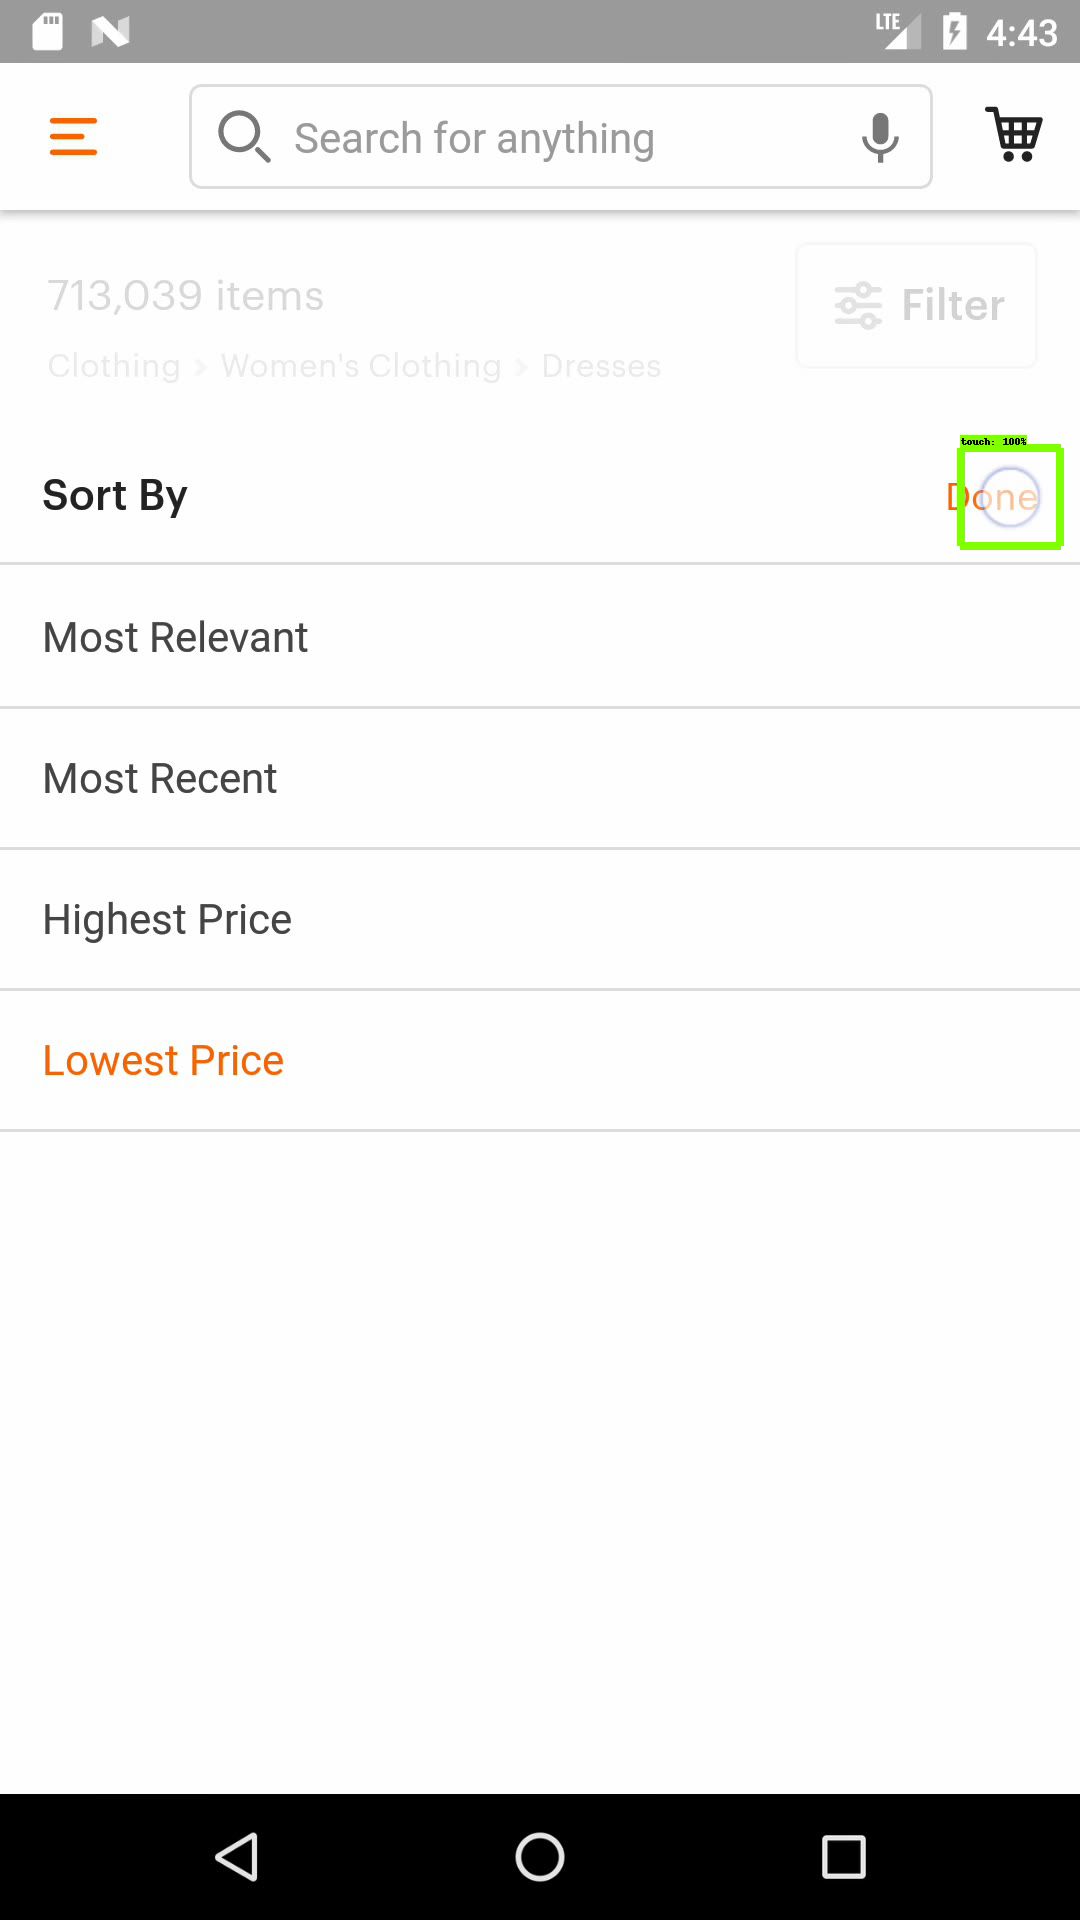 LTE 4:43
Search for anything
713,039 items
Filter
Clothing > Women's Clothing > Dresses
touch: 100%
Sort By
Done
Most Relevant
Most Recent
Highest Price
Lowest Price